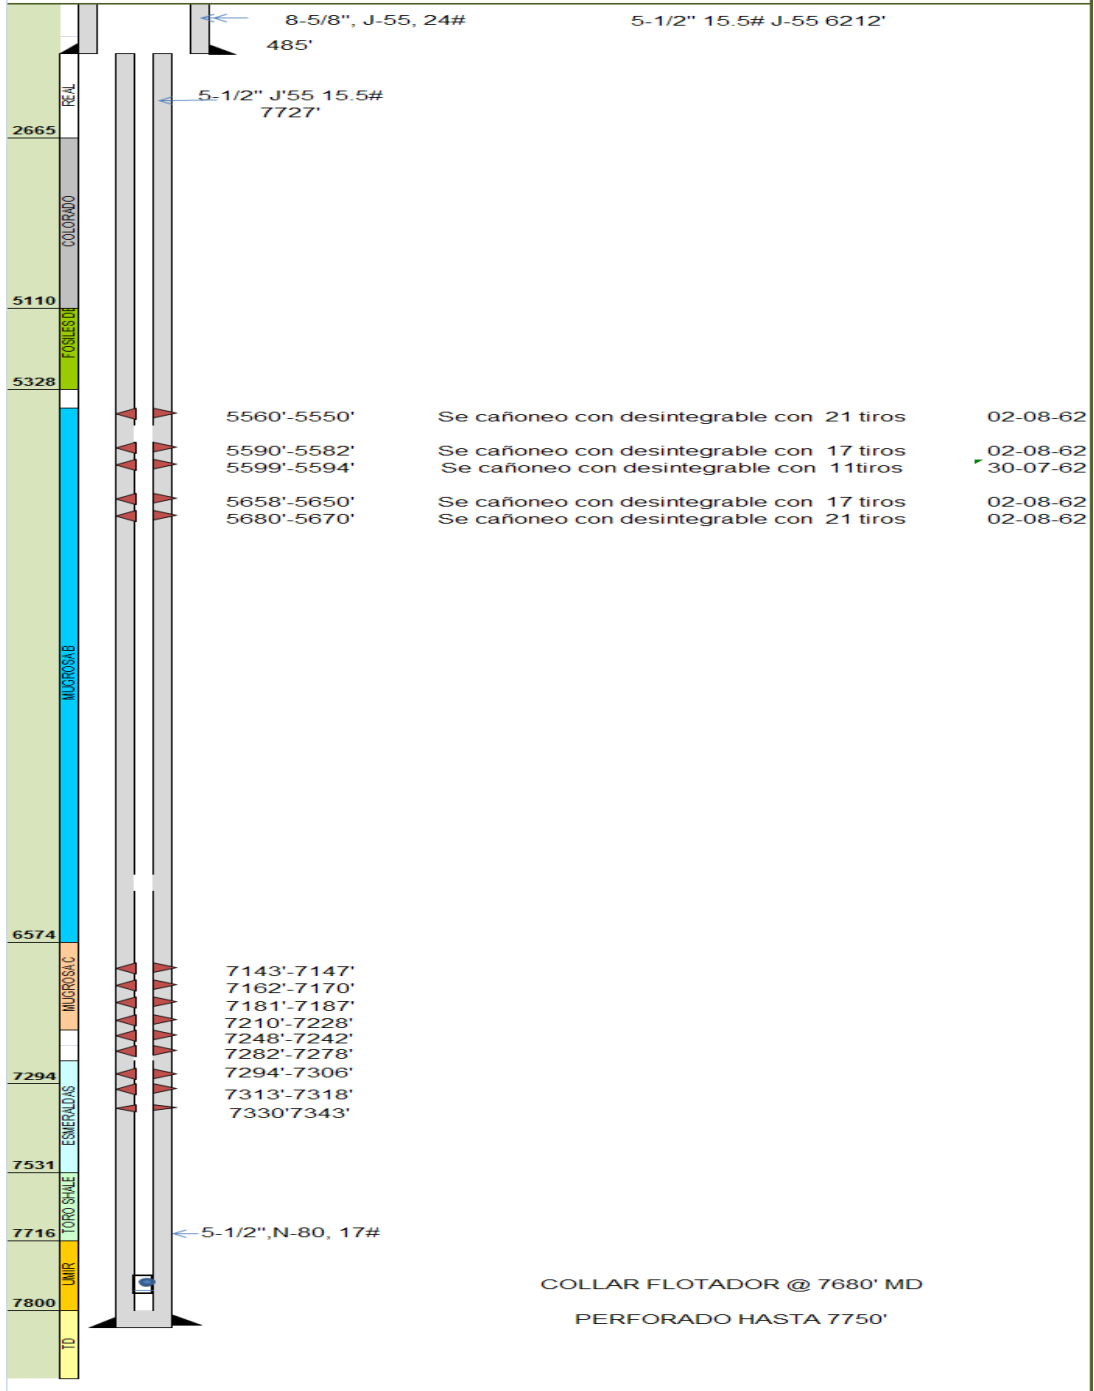 8-5/8", J-55, 24# 5-1/2" 15.5# J-55 6212'
485'
5-1/2" J'55 15.5#
7727'
REAL
2665
COLORADO
5110
FOSILES DE
5328
5560'-5550' Se cañoneo con desintegrable con 21 tiros 02-08-62
5590'-5582' Se cañoneo con desintegrable con 17 tiros 02-08-62
5599'-5594' Se cañoneo con desintegrable con 11tiros 30-07-62
5658'-5650' Se cañoneo con desintegrable con 17 tiros 02-08-62
5680'-5670' Se cañoneo con desintegrable con 21 tiros 02-08-62
MUGROSA B
6574
MUGROSA C
7143'-7147'
7162'-7170'
7181'-7187'
7210'-7228'
7248'-7242'
7282'-7278'
7294
7294'-7306'
7313'-7318'
7330'7343'
ESMERALDAS
7531
TORO SHALE
7716
5-1/2",N-80, 17#
UMIR
COLLAR FLOTADOR @ 7680' MD
7800
PERFORADO HASTA 7750'
TD